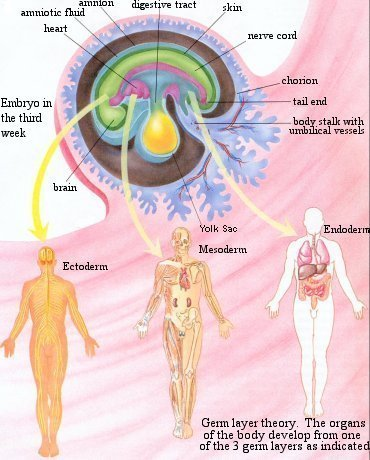 amnion
digestive tract
skin
amniotic fluid
heart
nerve cord
chorion
tail end
Embryo in
the third
week
body stalk with
umbilical vessels
brain
Yolk Sac
Mesoderm
Endoderm
Ectoderm
Germ layer theory. The organs
of the body develop from one
of the 3 germ layers as indicated